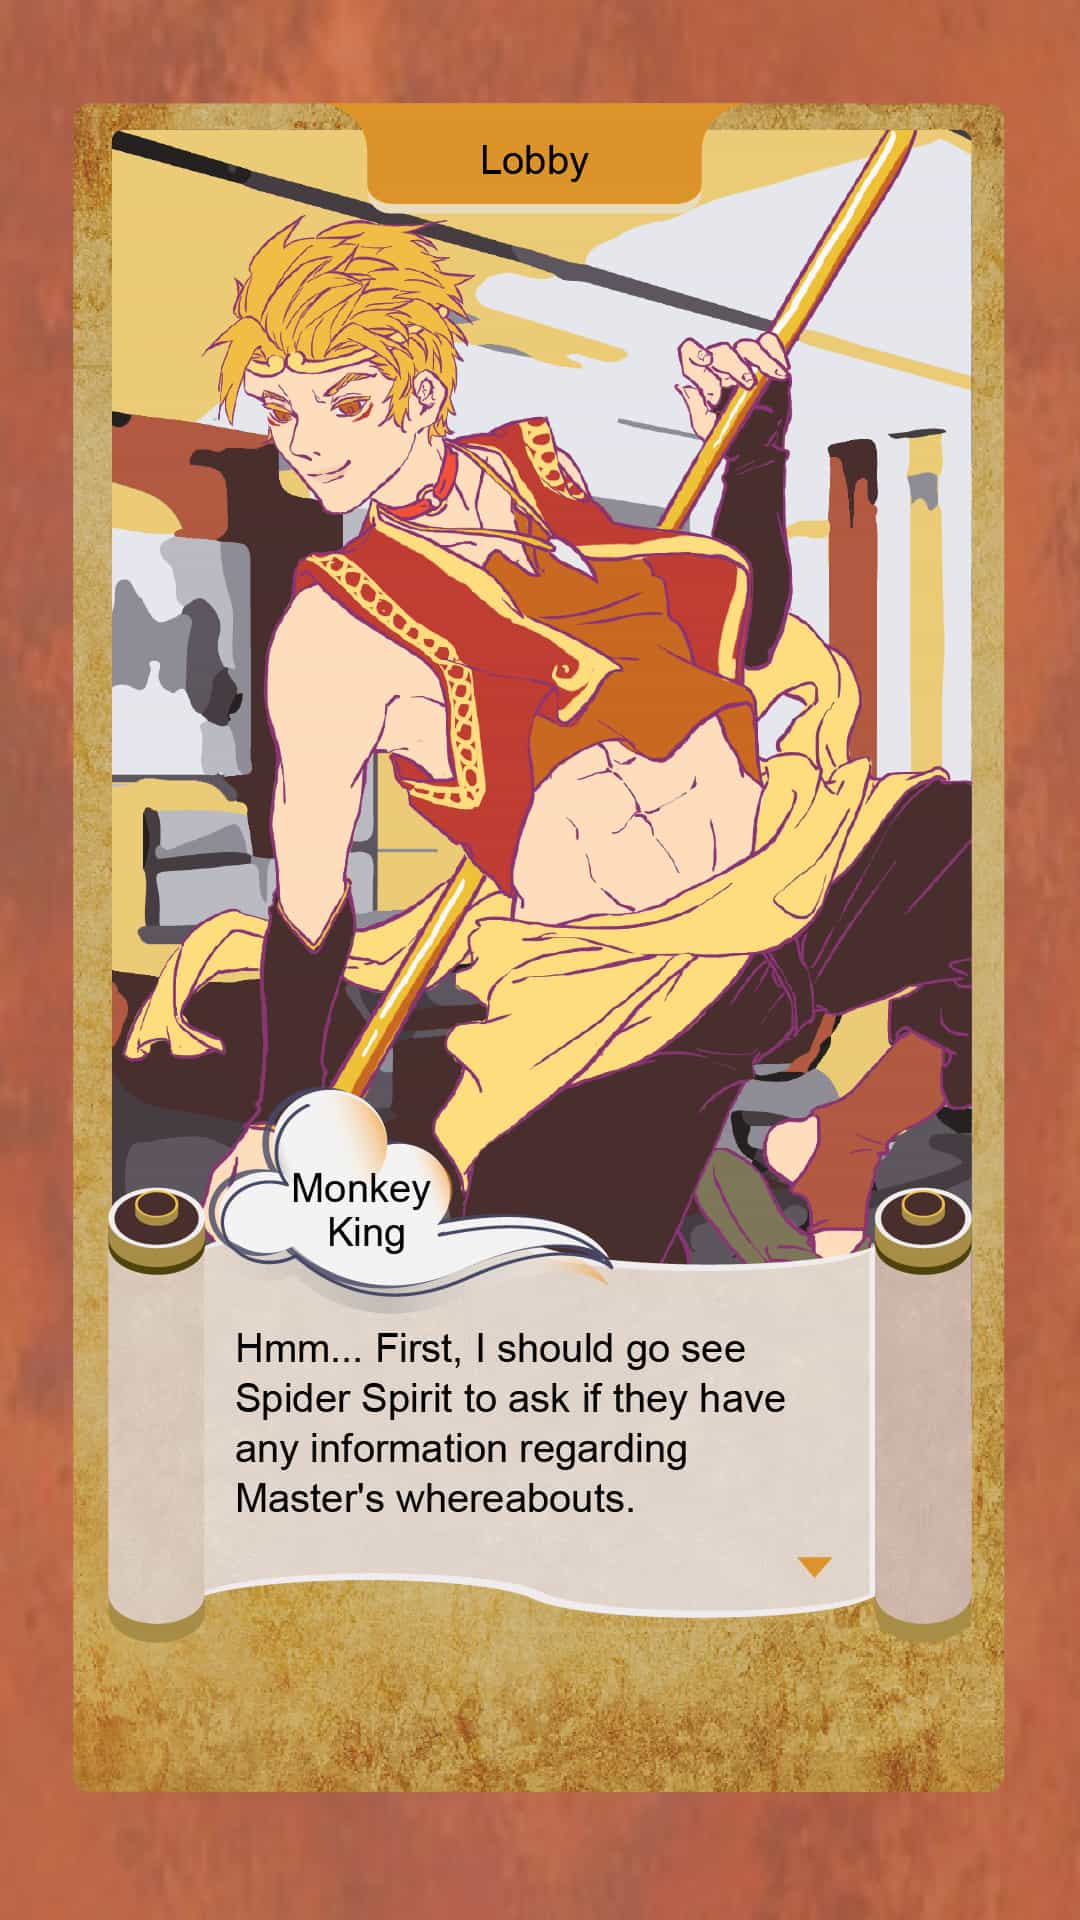 Lobby
Monkey
King
Hmm... First, I should go see
Spider Spirit to ask if they have
any information regarding
Master's whereabouts.